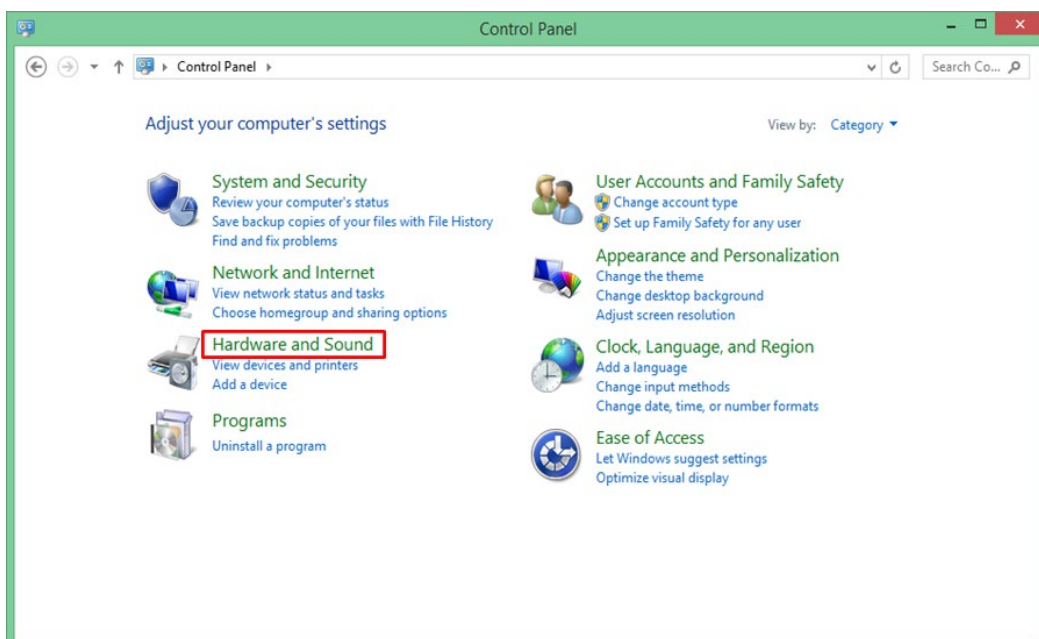 Control Panel
Control Panel
Search Co...
Adjust your computer's settings
View by: Category
System and Security
Review your computer's status
Save backup copies of your files with File History
Find and fix problems
Network and Internet
View network status and tasks
Choose homegroup and sharing options
Hardware and Sound
View devices and printers
Add a device
Programs
Uninstall a program
User Accounts and Family Safety
Change account type
Set up Family Safety for any user
Appearance and Personalization
Change the theme
Change desktop background
Adjust screen resolution
Clock, Language, and Region
Add a language
Change input methods
Change date, time, or number formats
Ease of Access
Let Windows suggest settings
Optimize visual display